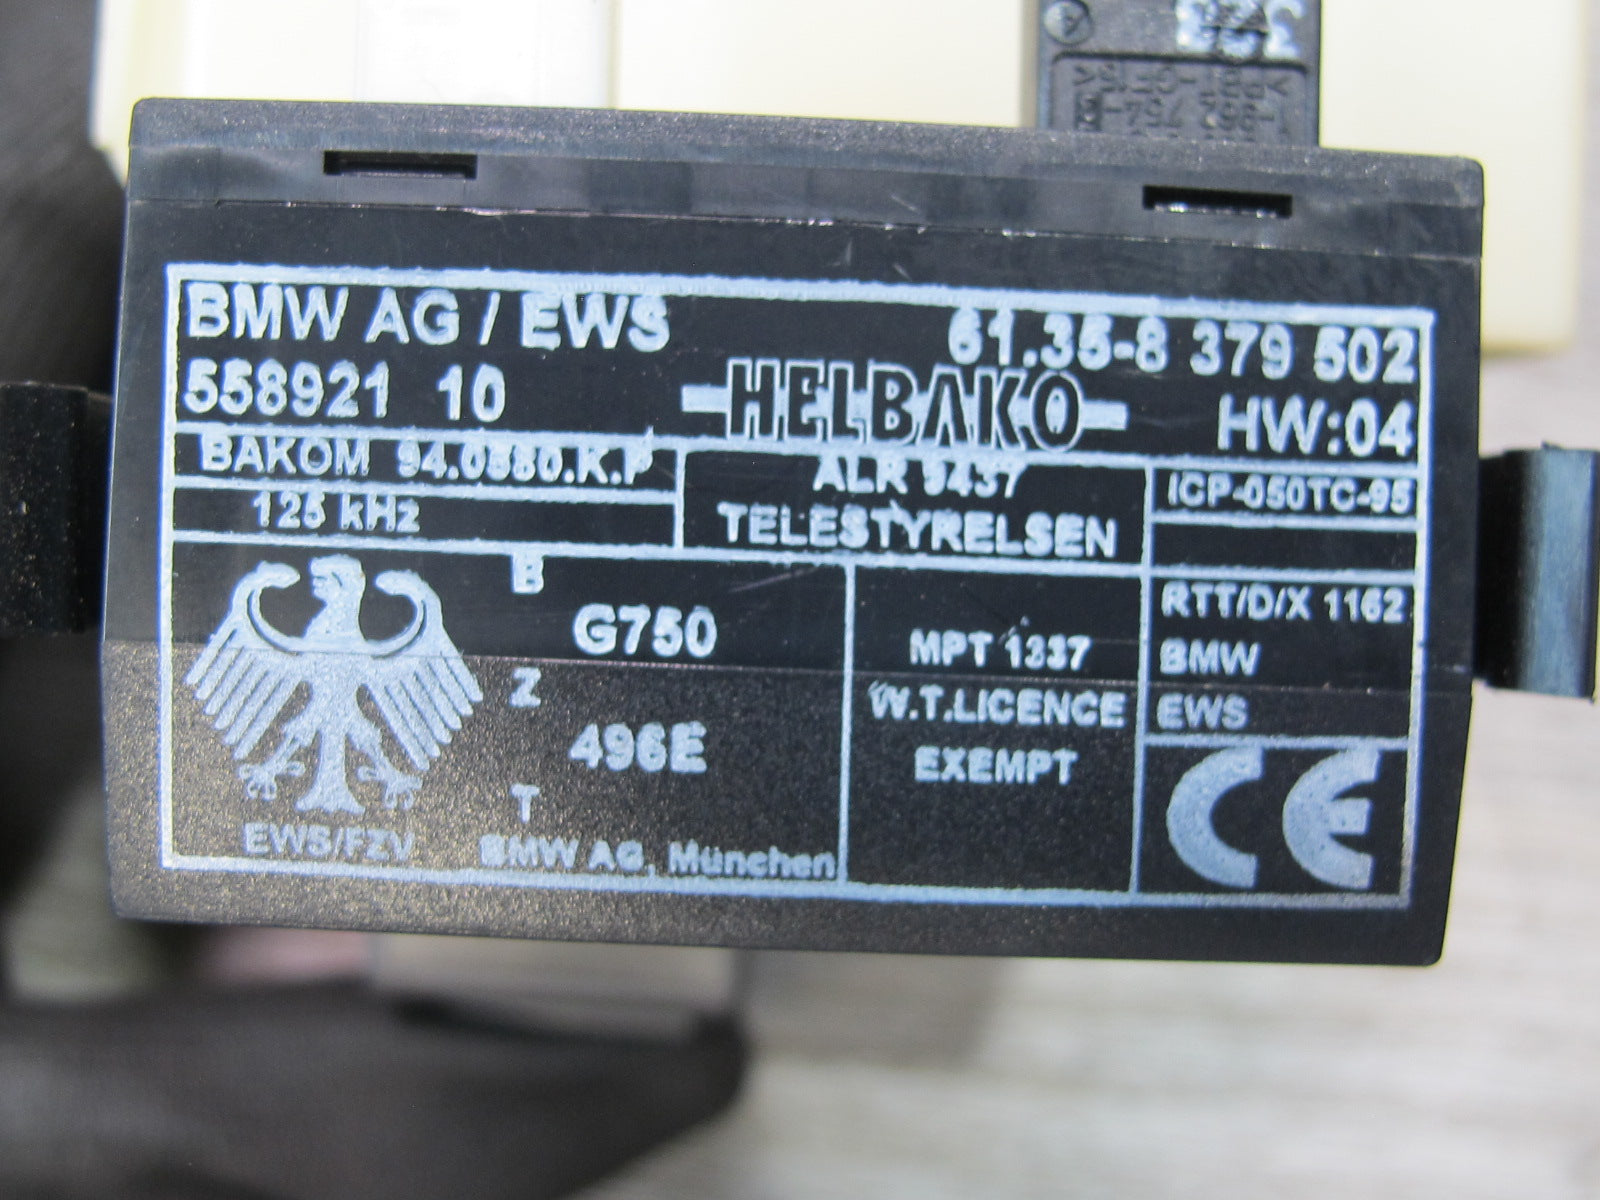 BMW AG / EWS 61.35-8 379 502
558921 10 HELBAKO HW:04
BAKOM 94.0380.K.P
125 kHz
ALR 9437
TELESTYRELSEN
ICP-050TC-95
B
G750
Z
496E
T
EWS/FZV
BMW AG, München
MPT 1337
W.T.LICENCE
EXEMPT
RTT/D/X 1162
BMW
EWS
CE